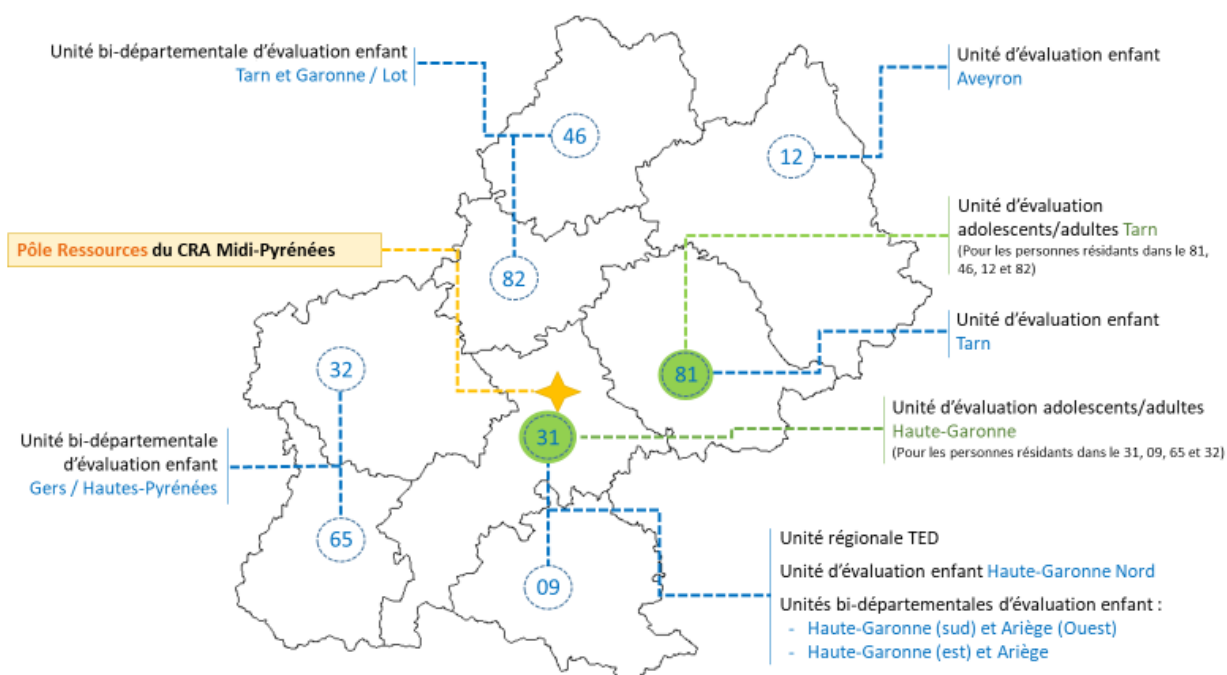 Unité bi-départementale d'évaluation enfant
Tarn et Garonne / Lot
Unité d'évaluation enfant
Aveyron
46
12
Unité d'évaluation
adolescents/adultes Tarn
(Pour les personnes résidants dans le 81,
46, 12 et 82)
Pôle Ressources du CRA Midi-Pyrénées
82
Unité d'évaluation enfant
Tarn
32
81
Unité d'évaluation adolescents/adultes
Haute-Garonne
(Pour les personnes résidants dans le 31, 09, 65 et 32)
31
Unité bi-départementale
d'évaluation enfant
Gers / Hautes-Pyrénées
65
09
Unité régionale TED
Unité d'évaluation enfant Haute-Garonne Nord
Unités bi-départementales d'évaluation enfant :
- Haute-Garonne (sud) et Ariège (Ouest)
- Haute-Garonne (est) et Ariège